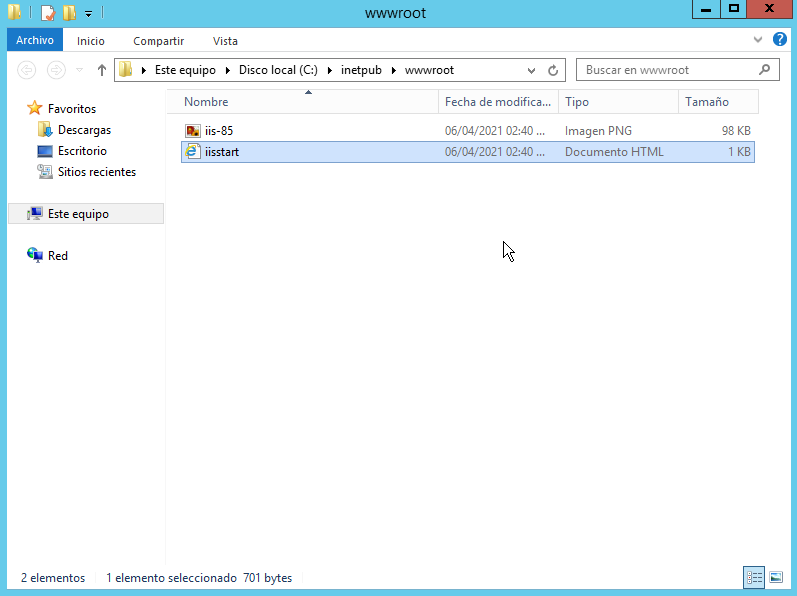 wwwroot
Archivo Inicio Compartir Vista
Este equipo Disco local (C:) inetpub wwwroot Buscar en wwwroot
Favoritos
Descargas
Escritorio
Sitios recientes
Este equipo
Red
Nombre Fecha de modifica... Tipo Tamaño
iis-85 06/04/2021 02:40 ... Imagen PNG 98 KB
iisstart 06/04/2021 02:40 ... Documento HTML 1 KB
2 elementos 1 elemento seleccionado 701 bytes